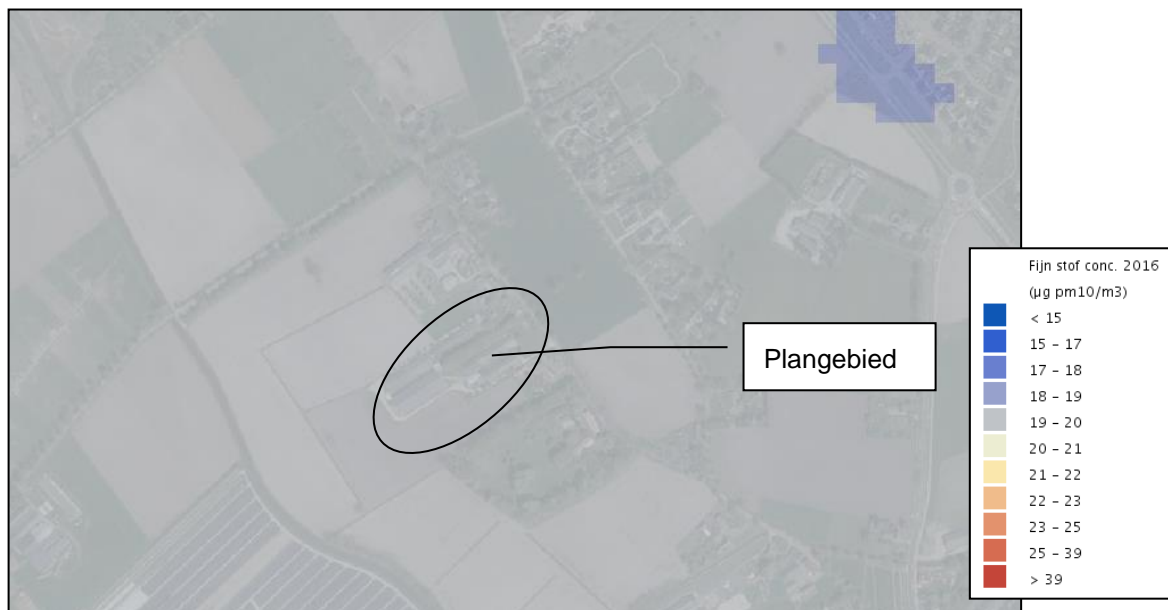 Plangebied
Fijn stof conc. 2016
(µg pm10/m3)
< 15
15 – 17
17 – 18
18 – 19
19 – 20
20 – 21
21 – 22
22 – 23
23 – 25
25 – 39
> 39